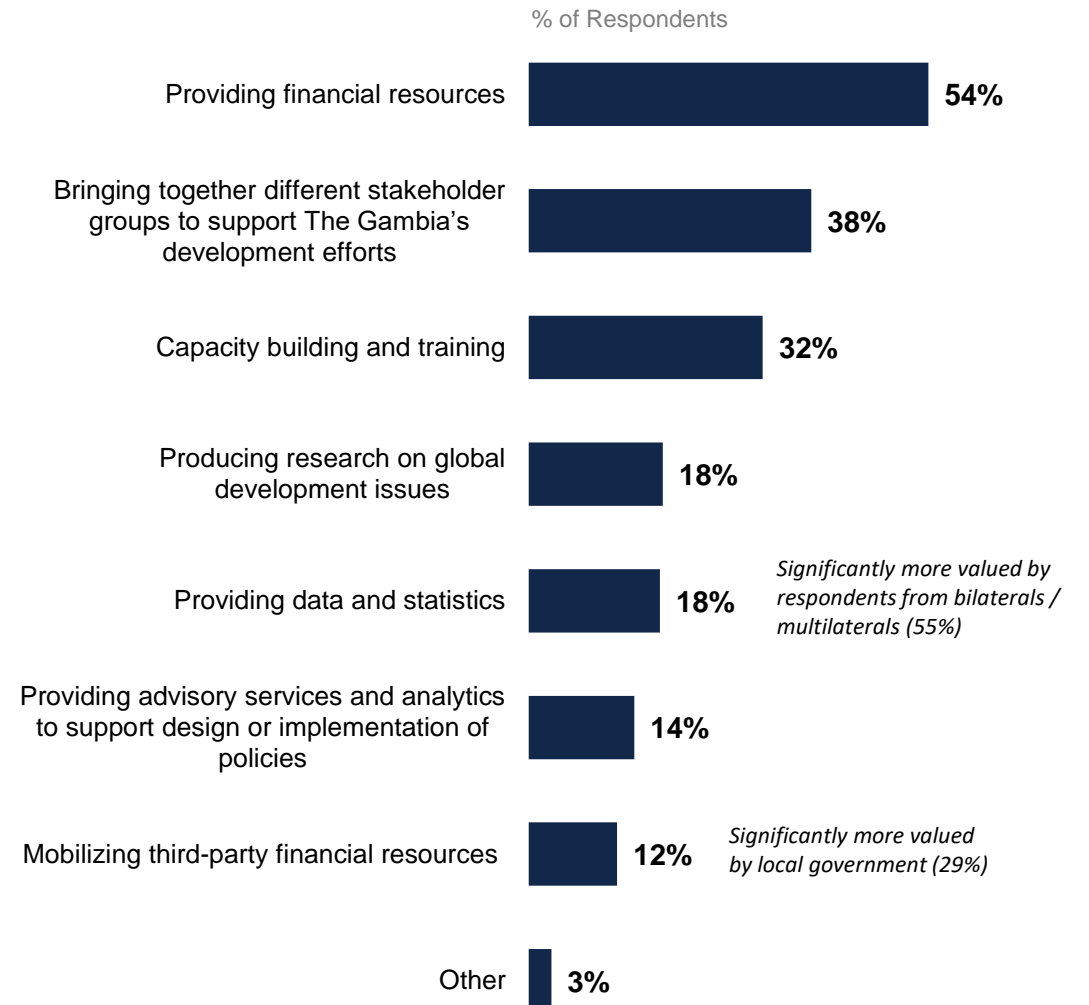 % of Respondents
Providing financial resources
54%
Bringing together different stakeholder
groups to support The Gambia’s
development efforts
38%
Capacity building and training
32%
Producing research on global
development issues
18%
Providing data and statistics
18%
Significantly more valued by
respondents from bilaterals /
multilaterals (55%)
Providing advisory services and analytics
to support design or implementation of
policies
14%
Mobilizing third-party financial resources
12%
Significantly more valued
by local government (29%)
Other
3%